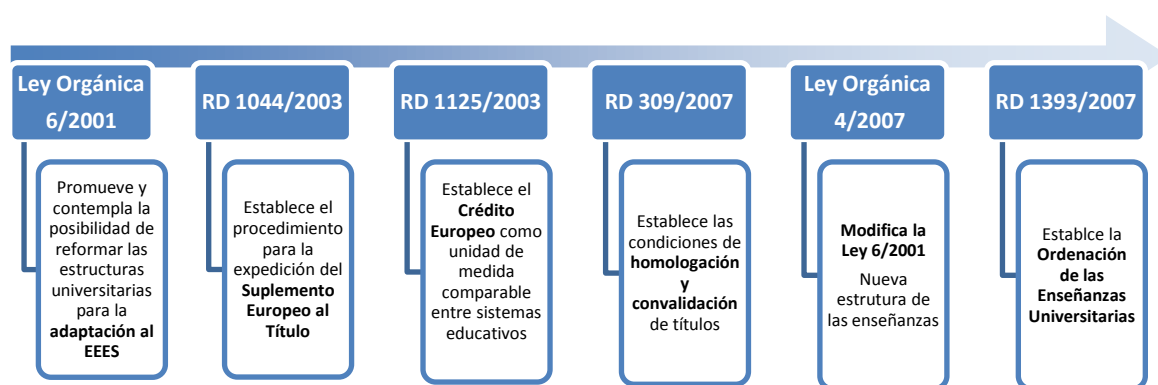 Ley Orgánica
6/2001
RD 1044/2003
RD 1125/2003
RD 309/2007
Ley Orgánica
4/2007
RD 1393/2007
Promueve y
contempla la
posibilidad de
reformar las
estructuras
universitarias
para la
adaptación al
EEES
Establece el
procedimiento
para la
expedición del
Suplemento
Europeo al
Título
Establece el
Crédito
Europeo como
unidad de
medida
comparable
entre sistemas
educativos
Establece las
condiciones de
homologación
y
convalidación
de títulos
Modifica la
Ley 6/2001
Nueva
estrutura de
las enseñanzas
Establce la
Ordenación
de las
Enseñanzas
Universitarias